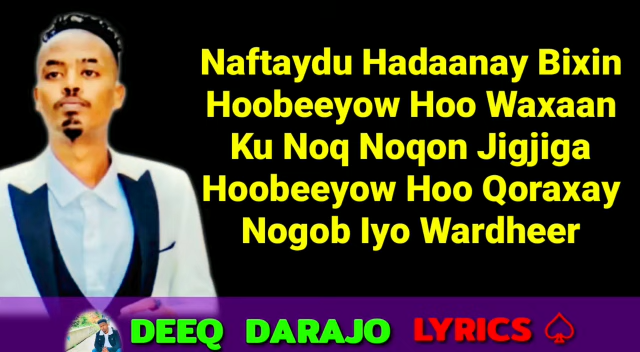 Naftaydu Hadaanay Bixin
Hoobeeyow Hoo Waxaan
Ku Noq Noqon Jigjiga
Hoobeeyow Hoo Qoraxay
Nogob Iyo Wardheer
DEEQ DARAJO LYRICS